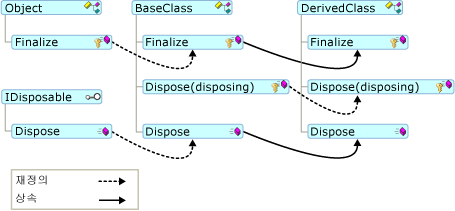 Object BaseClass DerivedClass
Finalize Finalize Finalize
IDisposable Dispose(disposing) Dispose(disposing)
Dispose Dispose Dispose
재정의
상속